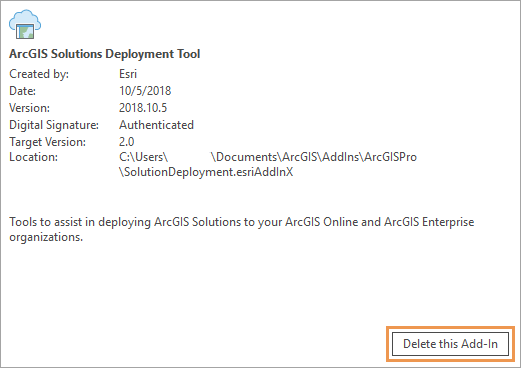 ArcGIS Solutions Deployment Tool
Created by: Esri
Date: 10/5/2018
Version: 2018.10.5
Digital Signature: Authenticated
Target Version: 2.0
Location: C:\Users\ \Documents\ArcGIS\AddIns\ArcGISPro
\SolutionDeployment.esriAddInX
Tools to assist in deploying ArcGIS Solutions to your ArcGIS Online and ArcGIS Enterprise
organizations.
Delete this Add-In